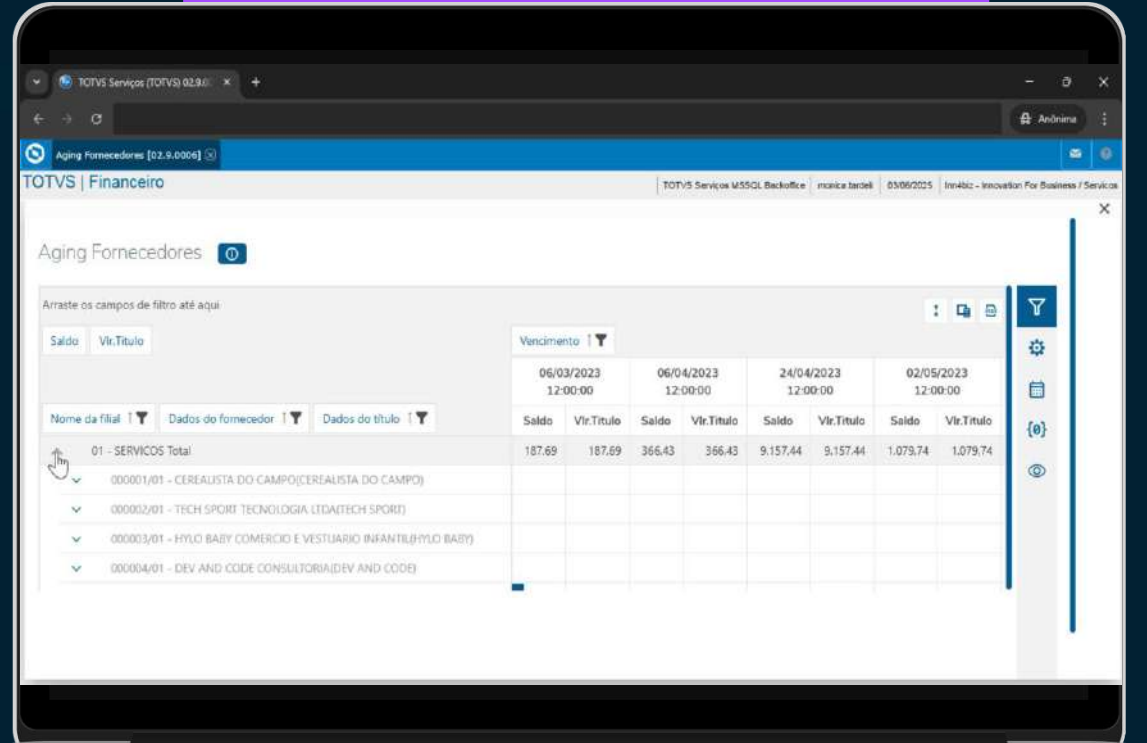 TOTVS Serviços (TOTVS) 02.9.0
Anônima
Aging Fornecedores [02.9.0006]
TOTVS | Financeiro
TOTVS Serviços MSSQL Backoffice
monica tardeli
03/06/2025
Inn4biz - Innovation For Business / Servicos
Aging Fornecedores
Arraste os campos de filtro até aqui
Saldo Vlr.Titulo
Vencimento
06/03/2023 06/04/2023 24/04/2023 02/05/2023
12:00:00 12:00:00 12:00:00 12:00:00
Nome da filial Dados do fornecedor Dados do título
Saldo Vlr.Titulo Saldo Vlr.Titulo Saldo Vlr.Titulo Saldo Vlr.Titulo
01 - SERVICOS Total 187.69 187.69 366.43 366.43 9.157.44 9.157.44 1.079.74 1.079.74
000001/01 - CEREALISTA DO CAMPO(CEREALISTA DO CAMPO)
000002/01 - TECH SPORT TECNOLOGIA LTDA(TECH SPORT)
000003/01 - HYLO BABY COMERCIO E VESTUARIO INFANTIL(HYLO BABY)
000004/01 - DEV AND CODE CONSULTORIA(DEV AND CODE)